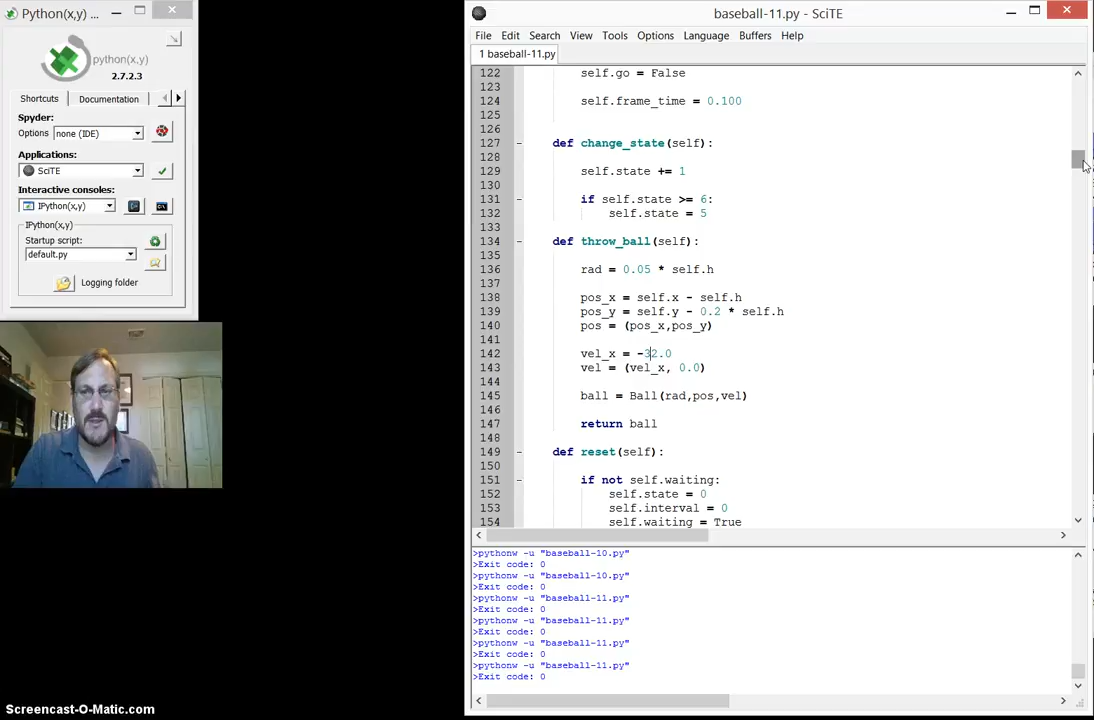 Python(x,y) ...
python(x,y)
2.7.2.3
Shortcuts Documentation
Spyder:
Options none (IDE)
Applications:
SciTE
Interactive consoles:
IPython(x,y)
IPython(x,y)
Startup script:
default.py
Logging folder
baseball-11.py - SciTE
File Edit Search View Tools Options Language Buffers Help
1 baseball-11.py
122 self.go = False
123
124 self.frame_time = 0.100
125
126
127 def change_state(self):
128
129 self.state += 1
130
131 if self.state >= 6:
132 self.state = 5
133
134 def throw_ball(self):
135
136 rad = 0.05 * self.h
137
138 pos_x = self.x - self.h
139 pos_y = self.y - 0.2 * self.h
140 pos = (pos_x,pos_y)
141
142 vel_x = -32.0
143 vel = (vel_x, 0.0)
144
145 ball = Ball(rad,pos,vel)
146
147 return ball
148
149 def reset(self):
150
151 if not self.waiting:
152 self.state = 0
153 self.interval = 0
154 self.waiting = True
>pythonw -u "baseball-10.py"
>Exit code: 0
>pythonw -u "baseball-10.py"
>Exit code: 0
>pythonw -u "baseball-11.py"
>Exit code: 0
>pythonw -u "baseball-11.py"
>Exit code: 0
>pythonw -u "baseball-11.py"
>Exit code: 0
>pythonw -u "baseball-11.py"
>Exit code: 0
Screencast-O-Matic.com